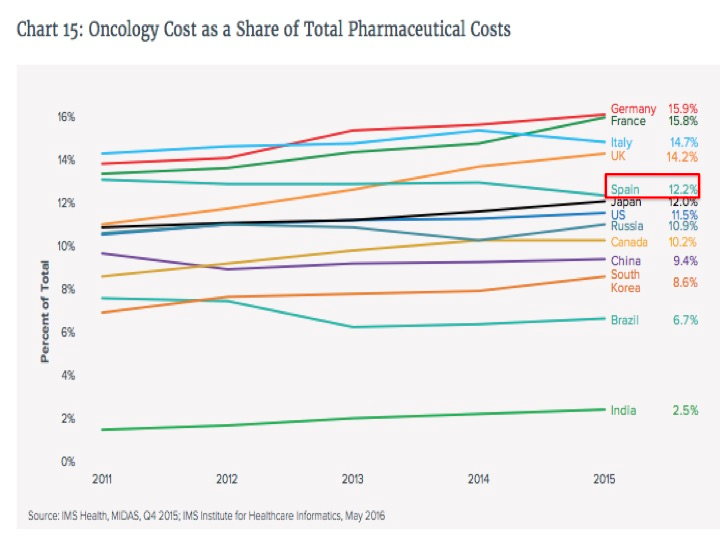 Chart 15: Oncology Cost as a Share of Total Pharmaceutical Costs
16%
14%
12%
10%
8%
6%
4%
2%
0%
Percent of Total
Germany 15.9%
France 15.8%
Italy 14.7%
UK 14.2%
Spain 12.2%
Japan 12.0%
US 11.5%
Russia 10.9%
Canada 10.2%
China 9.4%
South
Korea 8.6%
Brazil 6.7%
India 2.5%
2011 2012 2013 2014 2015
Source: IMS Health, MIDAS, Q4 2015; IMS Institute for Healthcare Informatics, May 2016